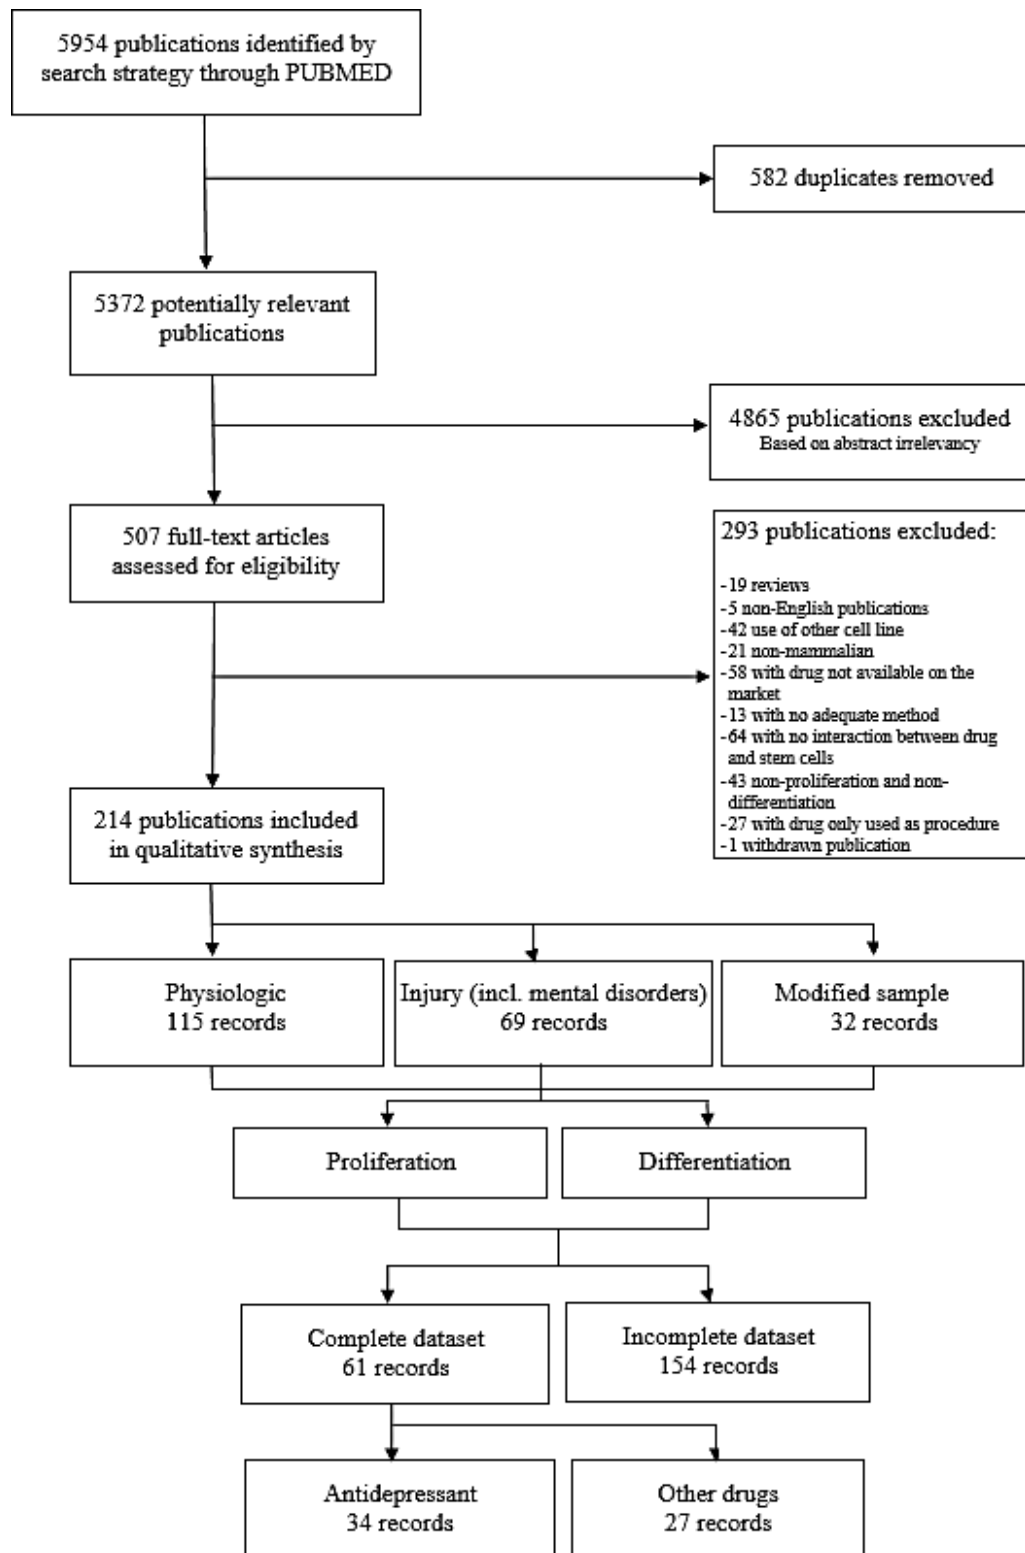 5954 publications identified by
search strategy through PUBMED
582 duplicates removed
5372 potentially relevant
publications
4865 publications excluded
Based on abstract irrelevancy
507 full-text articles
assessed for eligibility
293 publications excluded:
-19 reviews
-5 non-English publications
-42 use of other cell line
-21 non-mammalian
-58 with drug not available on the
market
-13 with no adequate method
-64 with no interaction between drug
and stem cells
-43 non-proliferation and non-
differentiation
-27 with drug only used as procedure
-1 withdrawn publication
214 publications included
in qualitative synthesis
Physiologic
115 records
Injury (incl. mental disorders)
69 records
Modified sample
32 records
Proliferation
Differentiation
Complete dataset
61 records
Incomplete dataset
154 records
Antidepressant
34 records
Other drugs
27 records